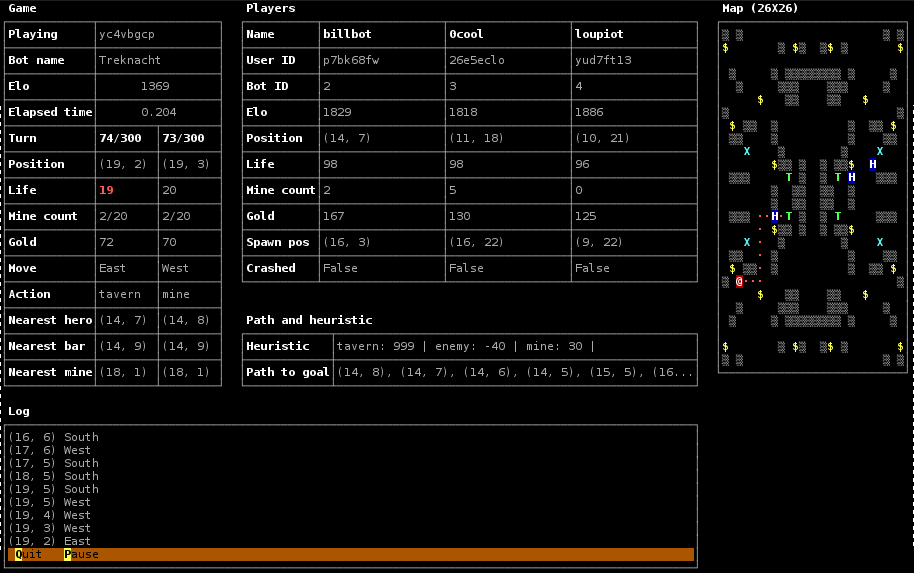 Game
Playing yc4vbgcp
Bot name Treknacht
Elo 1369
Elapsed time 0.204
Turn 74/300 73/300
Position (19, 2) (19, 3)
Life 19 20
Mine count 2/20 2/20
Gold 72 70
Move East West
Action tavern mine
Nearest hero (14, 7) (14, 8)
Nearest bar (14, 9) (14, 9)
Nearest mine (18, 1) (18, 1)
Players
Name billbot 0cool loupiot
User ID p7bk68fw 26e5eclo yud7ft13
Bot ID 2 3 4
Elo 1829 1818 1886
Position (14, 7) (11, 18) (10, 21)
Life 98 98 96
Mine count 2 5 0
Gold 167 130 125
Spawn pos (16, 3) (16, 22) (9, 22)
Crashed False False False
Path and heuristic
Heuristic tavern: 999 | enemy: -40 | mine: 30 |
Path to goal (14, 8), (14, 7), (14, 6), (14, 5), (15, 5), (16...
Map (26X26)
$ $ $ $
$ $
$ $
X X
$ $ H
T T H
H T T
$ $
X X
$ $
@
$ $
$ $ $ $
Log
(16, 6) South
(17, 6) West
(17, 5) South
(18, 5) South
(19, 5) South
(19, 5) West
(19, 4) West
(19, 3) West
(19, 2) East
Quit Pause